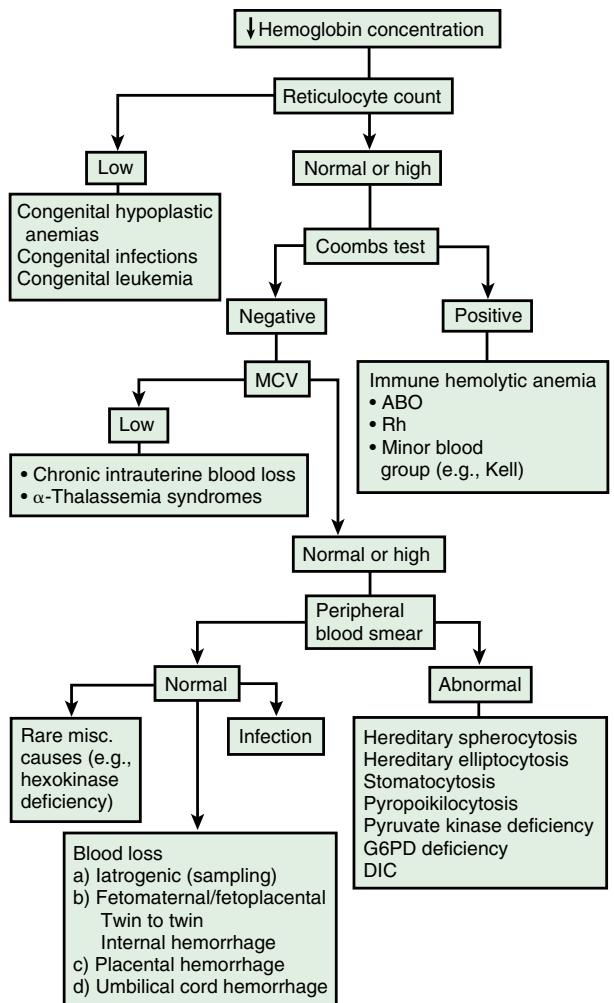 ↓Hemoglobin concentration
Reticulocyte count
Low
Normal or high
Congenital hypoplastic
anemias
Congenital infections
Congenital leukemia
Coombs test
Negative
Positive
MCV
Immune hemolytic anemia
• ABO
• Rh
• Minor blood
group (e.g., Kell)
Low
• Chronic intrauterine blood loss
• α-Thalassemia syndromes
Normal or high
Peripheral
blood smear
Normal
Abnormal
Rare misc.
causes (e.g.,
hexokinase
deficiency)
Infection
Hereditary spherocytosis
Hereditary elliptocytosis
Stomatocytosis
Pyropoikilocytosis
Pyruvate kinase deficiency
G6PD deficiency
DIC
Blood loss
a) Iatrogenic (sampling)
b) Fetomaternal/fetoplacental
Twin to twin
Internal hemorrhage
c) Placental hemorrhage
d) Umbilical cord hemorrhage